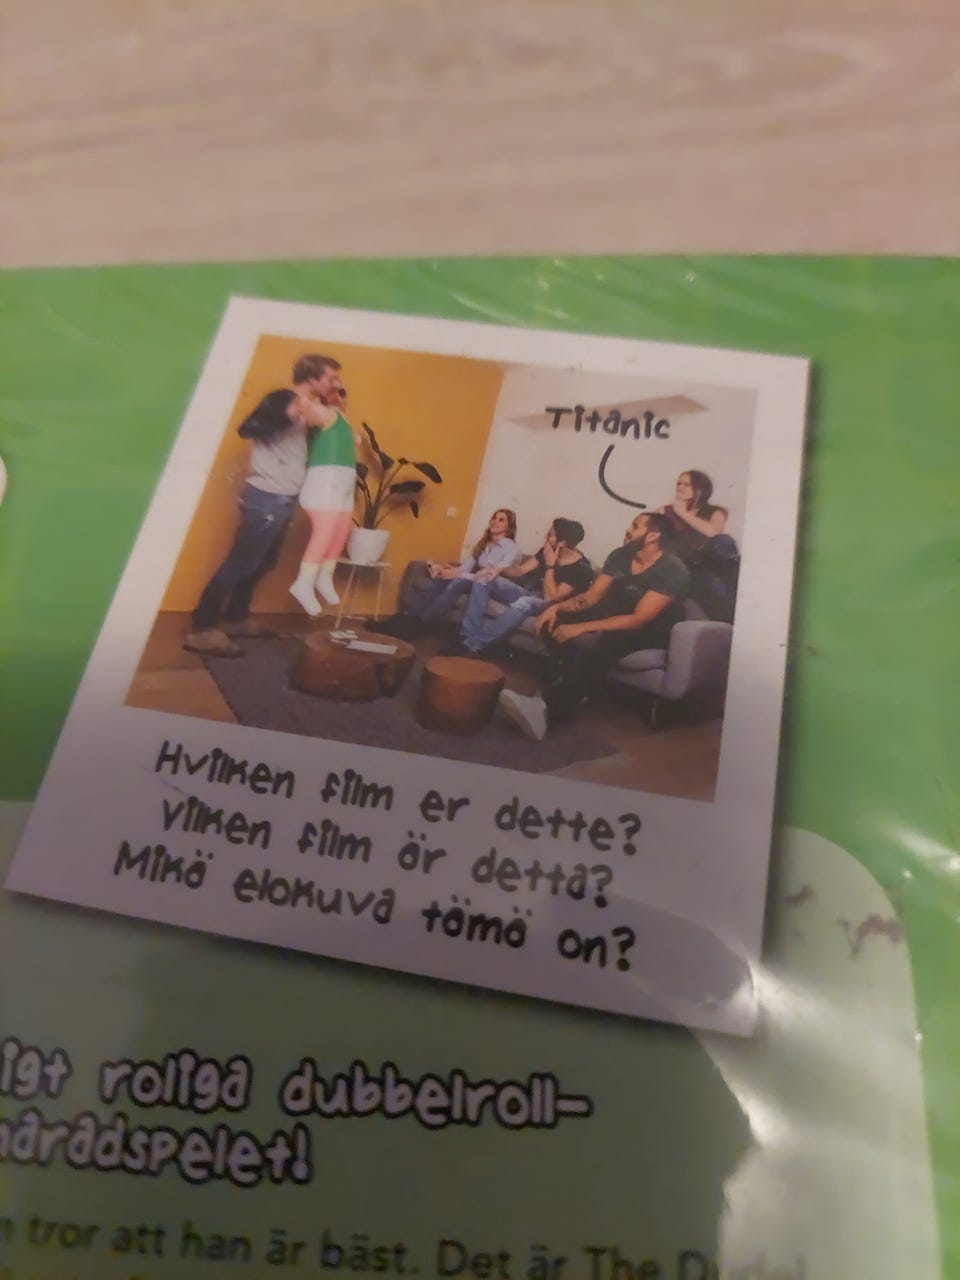 Titanic
Hvilken film er dette?
Vilken film är detta?
Mikä elokuva tämä on?
roliga dubbelroll-
tror att han är bäst. Det är The